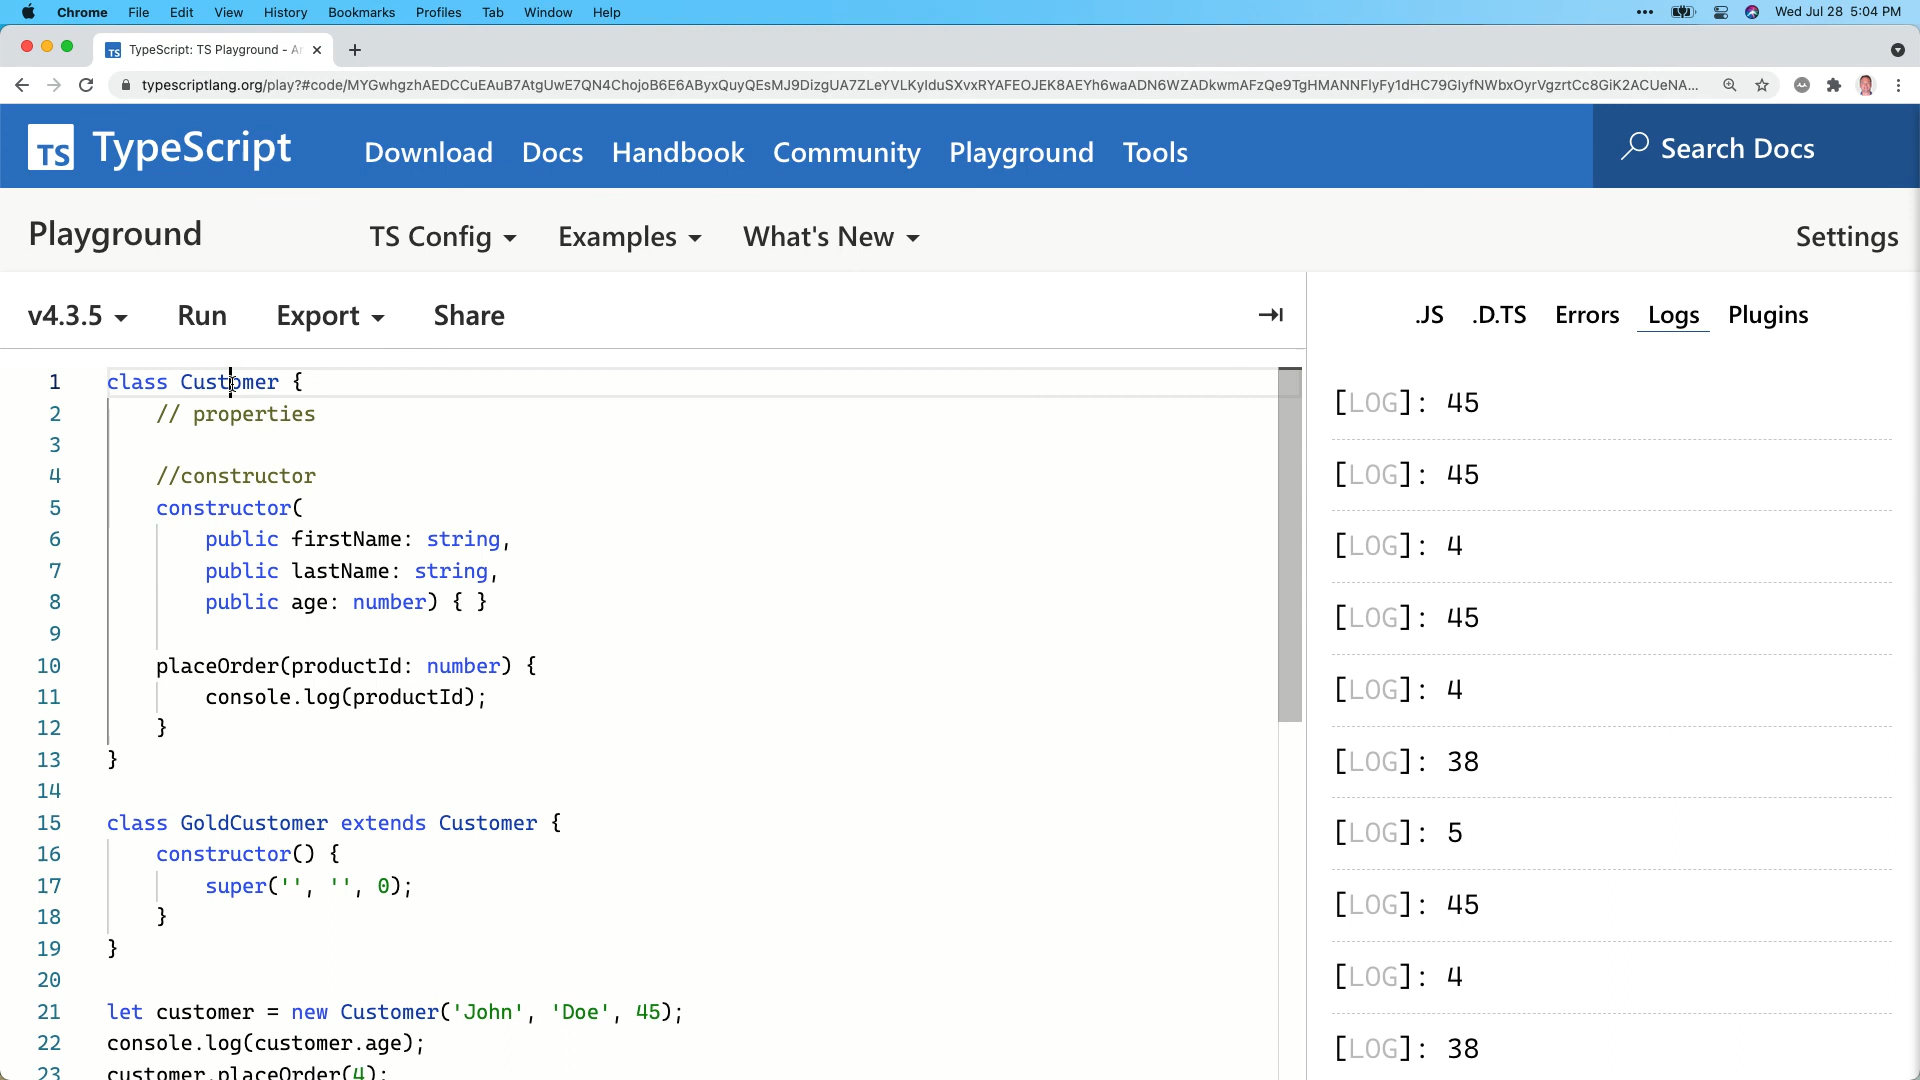 Chrome File Edit View History Bookmarks Profiles Tab Window Help Wed Jul 28 5:04 PM
TypeScript: TS Playground - A
typescriptlang.org/play?#code/
TS TypeScript Download Docs Handbook Community Playground Tools Search Docs
Playground TS Config Examples What's New Settings
v4.3.5 Run Export Share .JS .D.TS Errors Logs Plugins
1 class Customer {
2 // properties
3
4 //constructor
5 constructor(
6 public firstName: string,
7 public lastName: string,
8 public age: number) { }
9
10 placeOrder(productId: number) {
11 console.log(productId);
12 }
13 }
14
15 class GoldCustomer extends Customer {
16 constructor() {
17 super('', '', 0);
18 }
19 }
20
21 let customer = new Customer('John', 'Doe', 45);
22 console.log(customer.age);
23 customer.placeOrder(4);
[LOG]: 45
[LOG]: 45
[LOG]: 4
[LOG]: 45
[LOG]: 4
[LOG]: 38
[LOG]: 5
[LOG]: 45
[LOG]: 4
[LOG]: 38